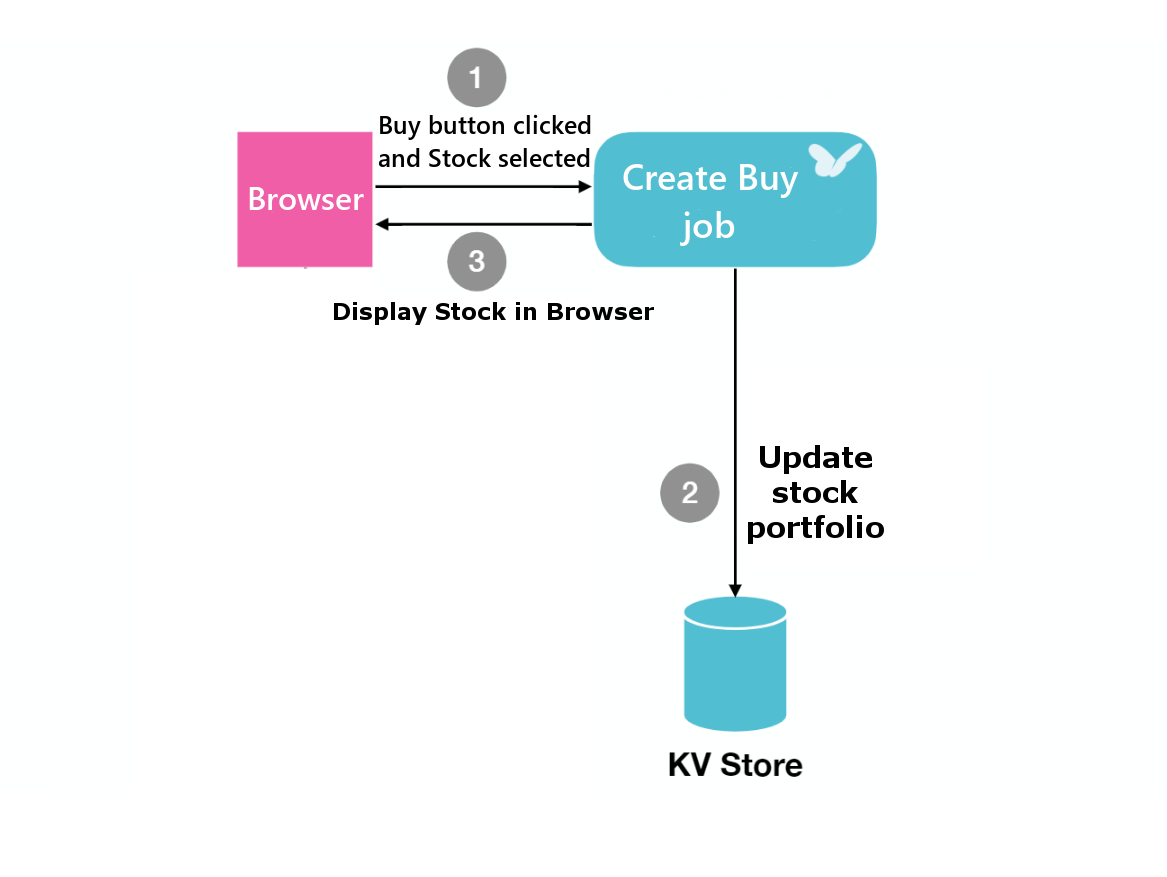 1
Buy button clicked
and Stock selected
Browser
Create Buy
job
3
Display Stock in Browser
2
Update
stock
portfolio
KV Store